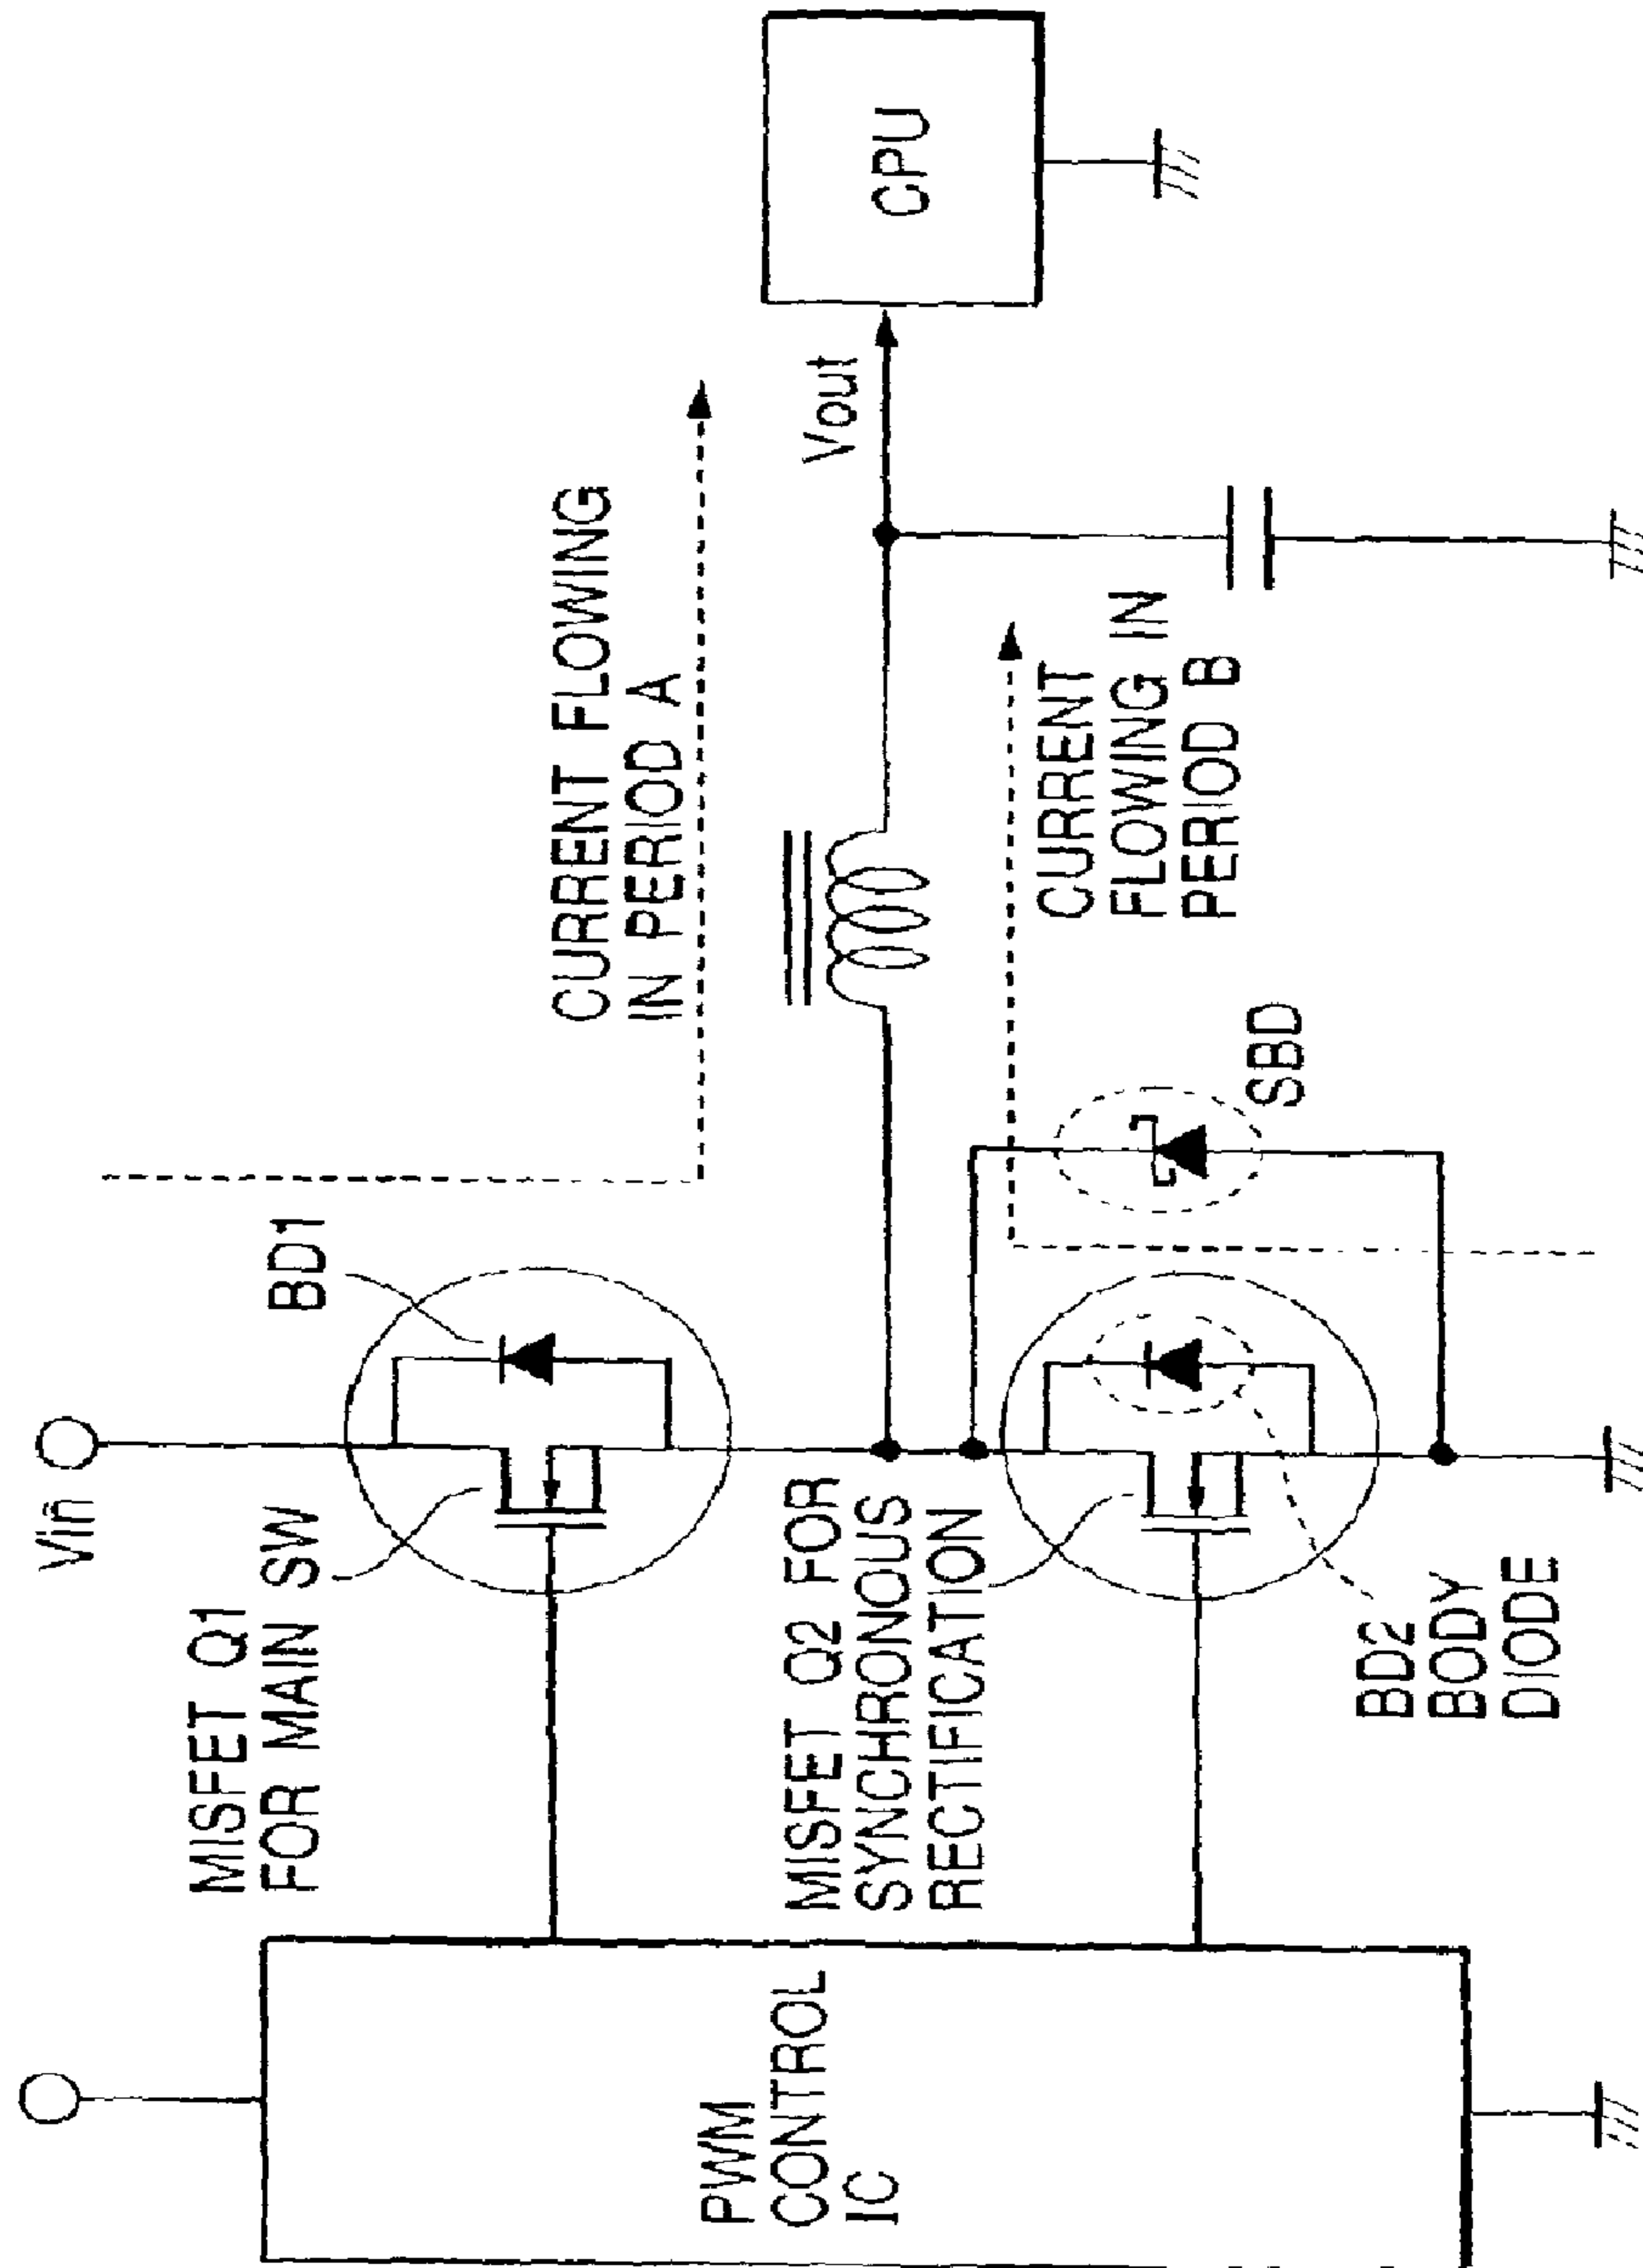 Vin
MISFET Q1
FOR MAIN SW
BD1
CURRENT FLOWING
IN PERIOD A
PWM
CONTROL
IC
MISFET Q2 FOR
SYNCHRONOUS
RECTIFICATION
Vout
CPU
CURRENT
FLOWING IN
PERIOD B
SBD
BD2
BODY
DIODE